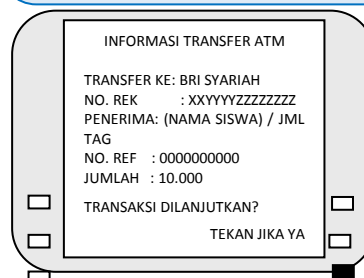 INFORMASI TRANSFER ATM
TRANSFER KE: BRI SYARIAH
NO. REK : XXYYYYZZZZZZZZ
PENERIMA: (NAMA SISWA) / JML
TAG
NO. REF : 0000000000
JUMLAH : 10.000
TRANSAKSI DILANJUTKAN?
TEKAN JIKA YA